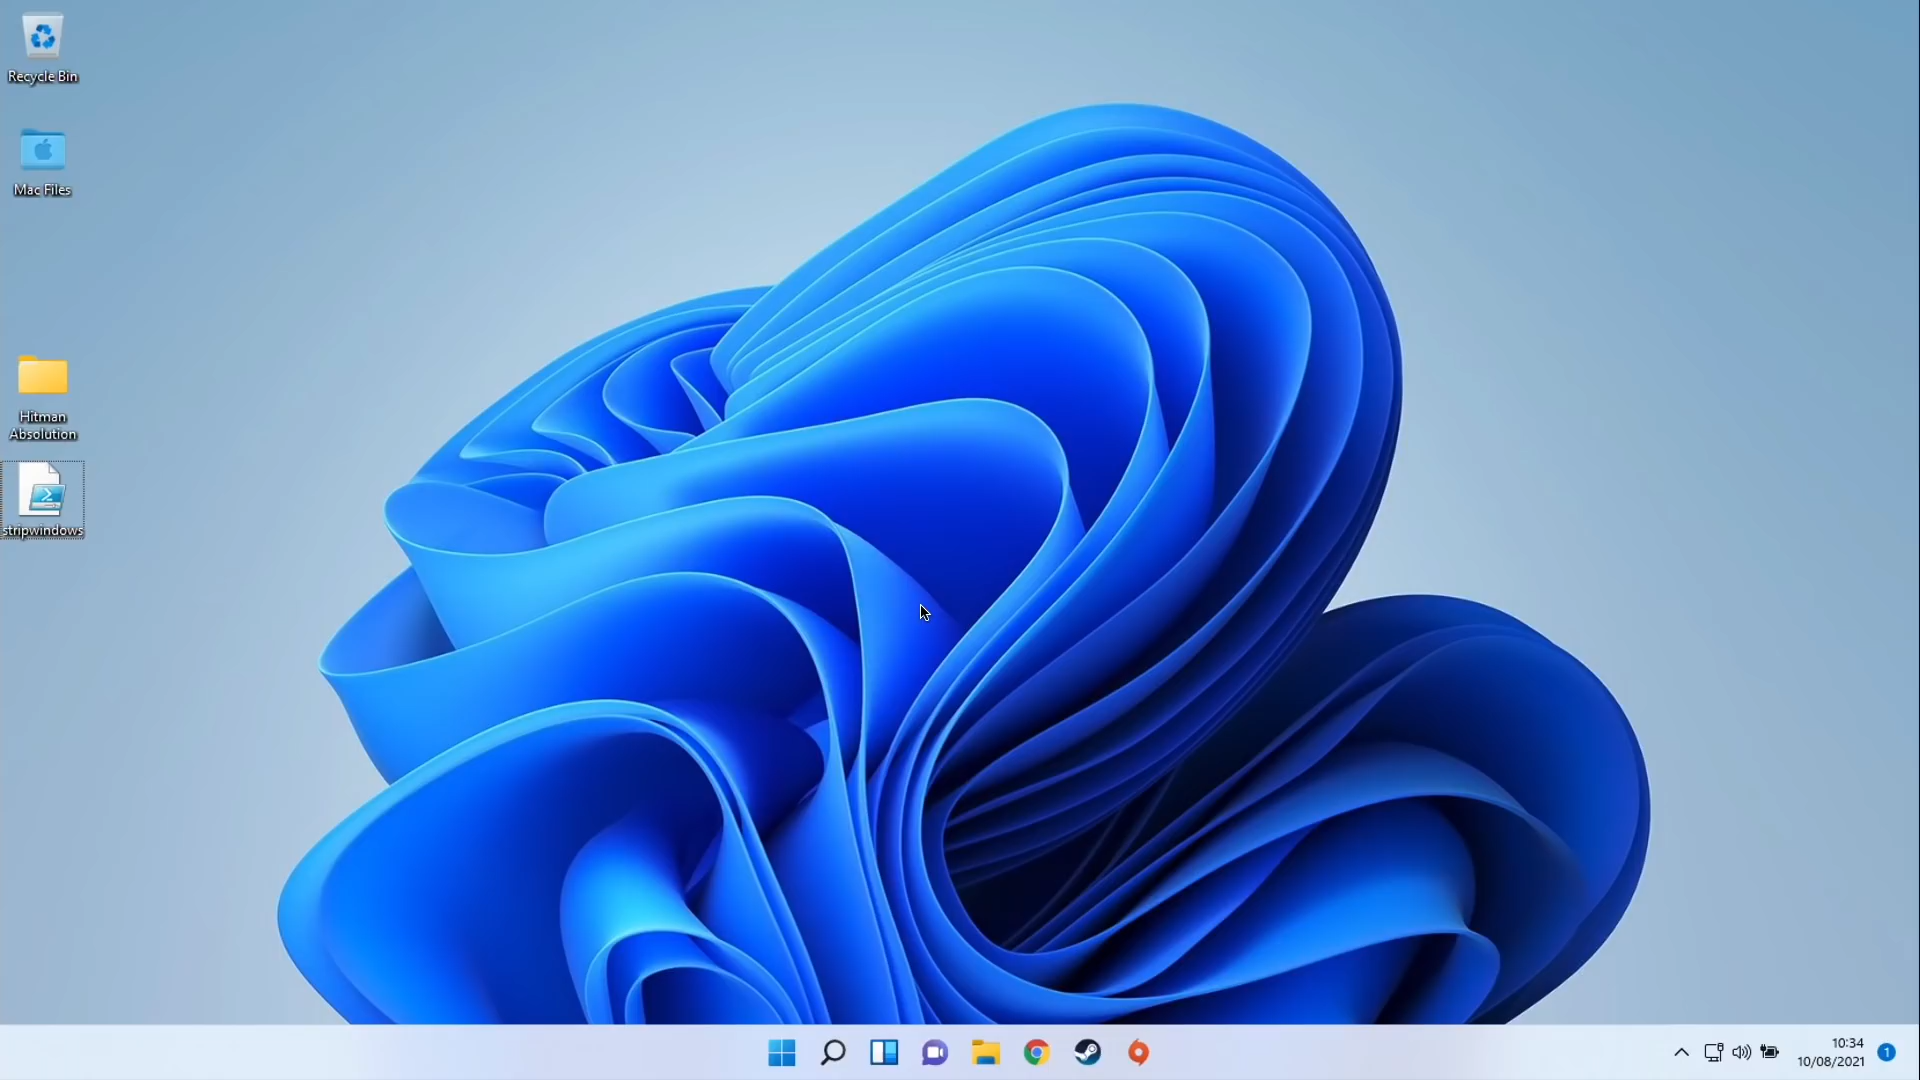 Recycle Bin
Mac Files
Hitman
Absolution
stripwindows
10:34
10/08/2021
1